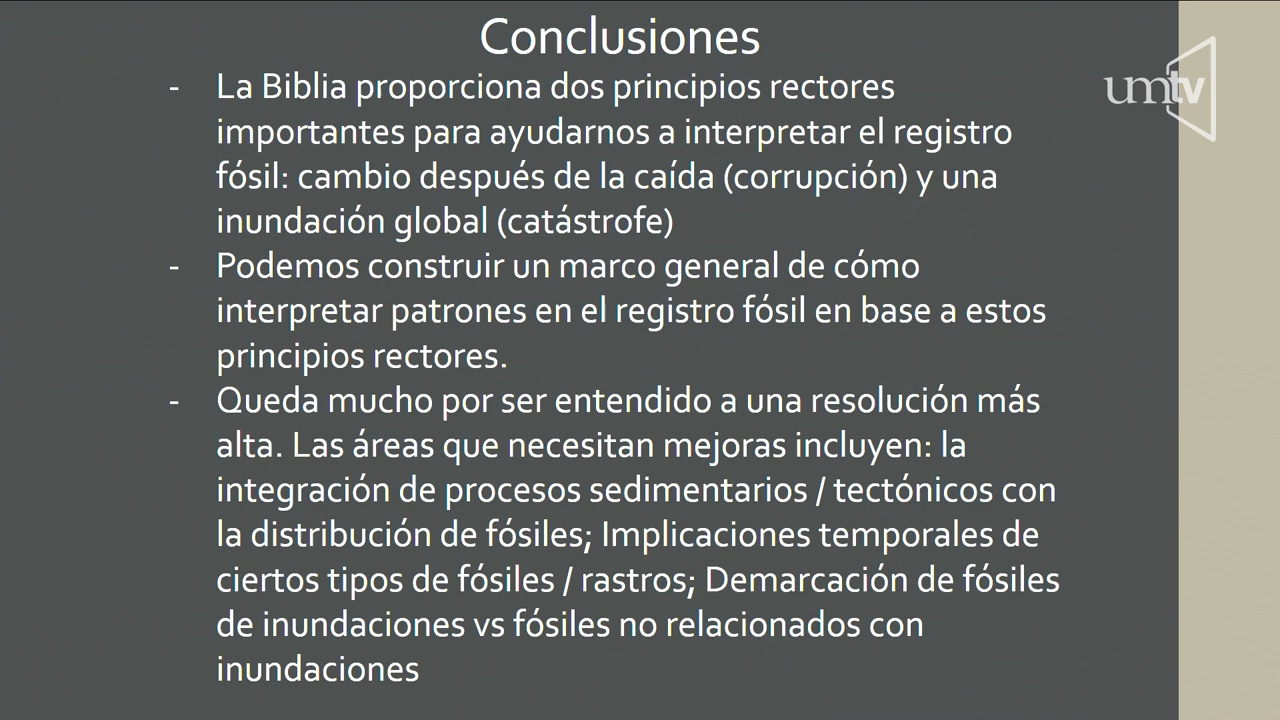 Conclusiones
umtv
- La Biblia proporciona dos principios rectores
importantes para ayudarnos a interpretar el registro
fósil: cambio después de la caída (corrupción) y una
inundación global (catástrofe)
- Podemos construir un marco general de cómo
interpretar patrones en el registro fósil en base a estos
principios rectores.
- Queda mucho por ser entendido a una resolución más
alta. Las áreas que necesitan mejoras incluyen: la
integración de procesos sedimentarios / tectónicos con
la distribución de fósiles; Implicaciones temporales de
ciertos tipos de fósiles / rastros; Demarcación de fósiles
de inundaciones vs fósiles no relacionados con
inundaciones